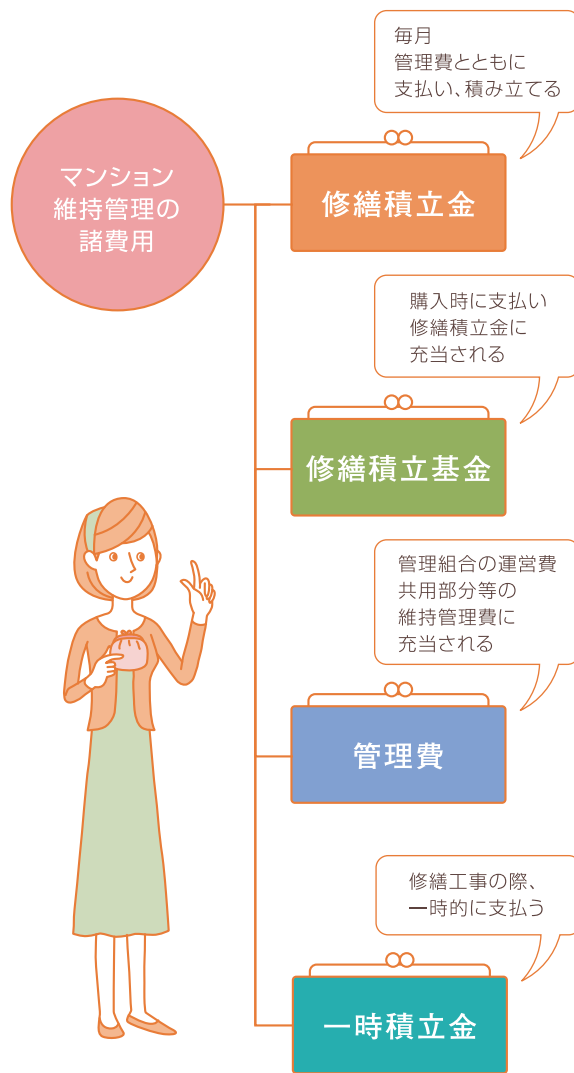 マンション
維持管理の
諸費用
毎月
管理費とともに
支払い、積み立てる
修繕積立金
購入時に支払い
修繕積立金に
充当される
修繕積立基金
管理組合の運営費
共用部分等の
維持管理費に
充当される
管理費
修繕工事の際、
一時的に支払う
一時積立金